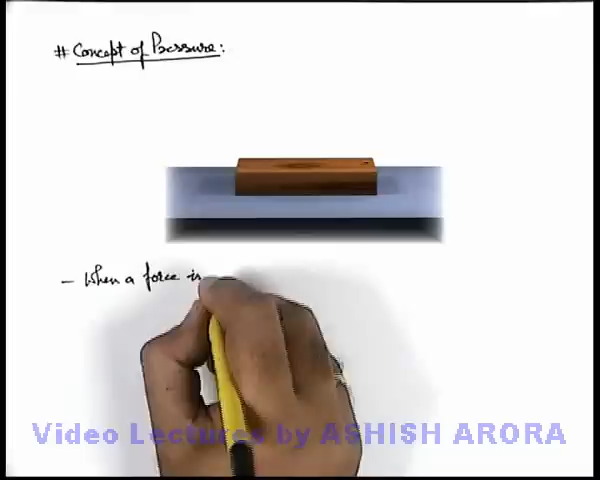 # Concept of Pressure:
- When a force is
Video Lectures by ASHISH ARORA